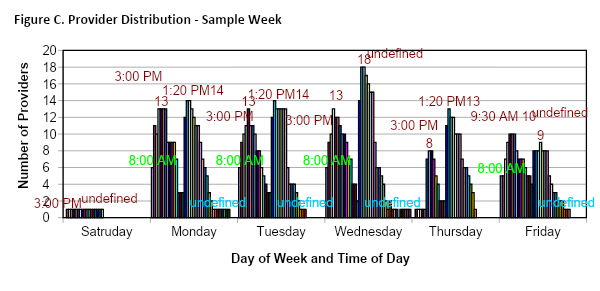 Figure C. Provider Distribution - Sample Week
Number of Providers
20
18
16
14
12
10
8
6
4
2
0
3:00 PM
undefined
3:00 PM
13
1:20 PM14
8:00 AM
undefined
3:00 PM
13
1:20 PM14
8:00 AM
undefined
3:00 PM
13
18
undefined
8:00 AM
undefined
3:00 PM
8
1:20 PM13
undefined
9:30 AM 10
undefined
9
8:00 AM
undefined
Satruday
Monday
Tuesday
Wednesday
Thursday
Friday
Day of Week and Time of Day